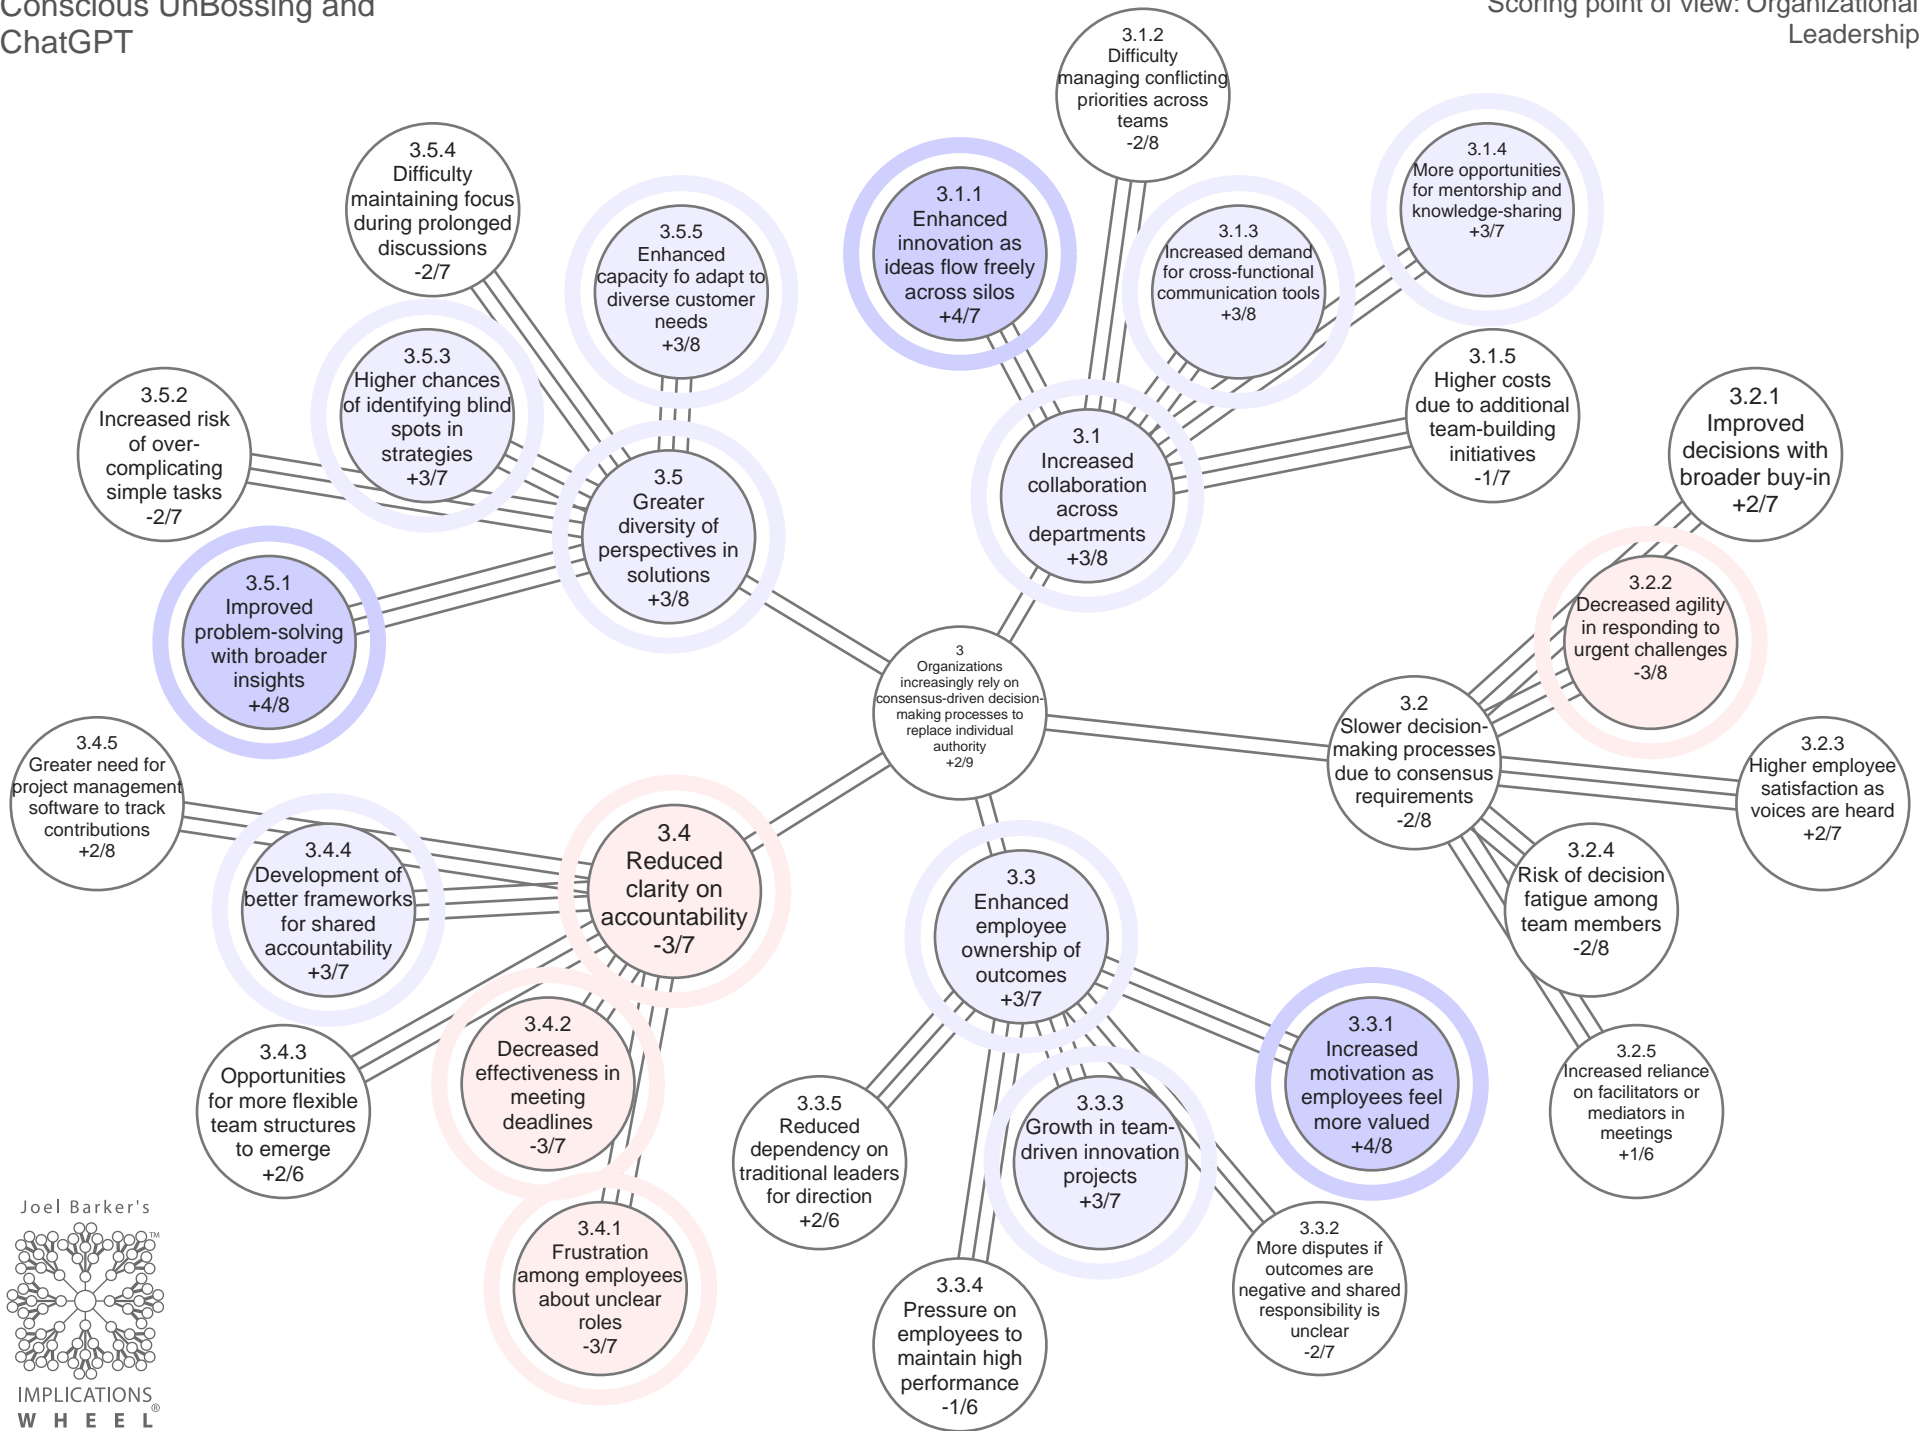 Conscious UnBossing and
ChatGPT
Scoring point of view: Organizational
Leadership
3.1.2
Difficulty
managing conflicting
priorities across
teams
-2/8
3.5.4
Difficulty
maintaining focus
during prolonged
discussions
-2/7
3.1.4
More opportunities
for mentorship and
knowledge-sharing
+3/7
3.1.1
Enhanced
innovation as
ideas flow freely
across silos
+4/7
3.5.5
Enhanced
capacity fo adapt to
diverse customer
needs
+3/8
3.1.3
Increased demand
for cross-functional
communication tools
+3/8
3.5.3
Higher chances
of identifying blind
spots in
strategies
+3/7
3.1.5
Higher costs
due to additional
team-building
initiatives
-1/7
3.5.2
Increased risk
of over-
complicating
simple tasks
-2/7
3.2.1
Improved
decisions with
broader buy-in
+2/7
3.1
Increased
collaboration
across
departments
+3/8
3.5
Greater
diversity of
perspectives in
solutions
+3/8
3.5.1
Improved
problem-solving
with broader
insights
+4/8
3.2.2
Decreased agility
in responding to
urgent challenges
-3/8
3
Organizations
increasingly rely on
consensus-driven decision-
making processes to
replace individual
authority
+2/9
3.2
Slower decision-
making processes
due to consensus
requirements
-2/8
3.2.3
Higher employee
satisfaction as
voices are heard
+2/7
3.4.5
Greater need for
project management
software to track
contributions
+2/8
3.4
Reduced
clarity on
accountability
-3/7
3.4.4
Development of
better frameworks
for shared
accountability
+3/7
3.2.4
Risk of decision
fatigue among
team members
-2/8
3.3
Enhanced
employee
ownership of
outcomes
+3/7
3.4.2
Decreased
effectiveness in
meeting
deadlines
-3/7
3.3.1
Increased
motivation as
employees feel
more valued
+4/8
3.4.3
Opportunities
for more flexible
team structures
to emerge
+2/6
3.2.5
Increased reliance
on facilitators or
mediators in
meetings
+1/6
3.3.5
Reduced
dependency on
traditional leaders
for direction
+2/6
3.3.3
Growth in team-
driven innovation
projects
+3/7
3.4.1
Frustration
among employees
about unclear
roles
-3/7
3.3.2
More disputes if
outcomes are
negative and shared
responsibility is
unclear
-2/7
3.3.4
Pressure on
employees to
maintain high
performance
-1/6
Joel Barker's
TM
IMPLICATIONS
WHEEL®